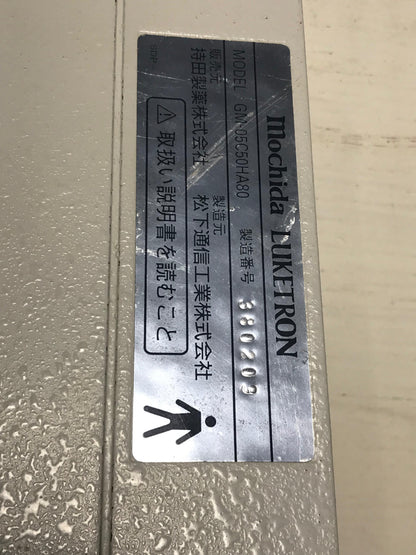 mochida LUKETRON
MODEL GM-05C50HA80 製造番号 380203
販売元 製造元
持田製薬株式会社 松下通信工業株式会社
⚠ 取扱い説明書を読むこと